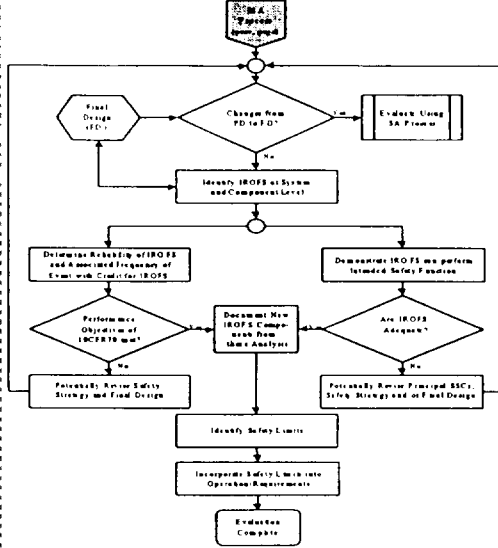 Final
Design
(FD)
Changes from
PD to FD?
Yes
Evaluate Using
SA Process
No
Identify IROFS at System
and Component Level
Determine Reliability of IROFS
and Associated Frequency of
Event with Credit for IROFS
Demonstrate IROFS can perform
Intended Safety Function
Performance
Objectives of
10CFR70 met?
Yes
Document New
IROFS Compo-
nents from
these Analysis
Yes
Are IROFS
Adequate?
No
No
Potentially Revise Safety
Strategy and Final Design
Potentially Revise Principal SSCs,
Safety Strategy and or Final Design
Identify Safety Limits
Incorporate Safety Limits into
Operation Requirements
Evaluation
Complete